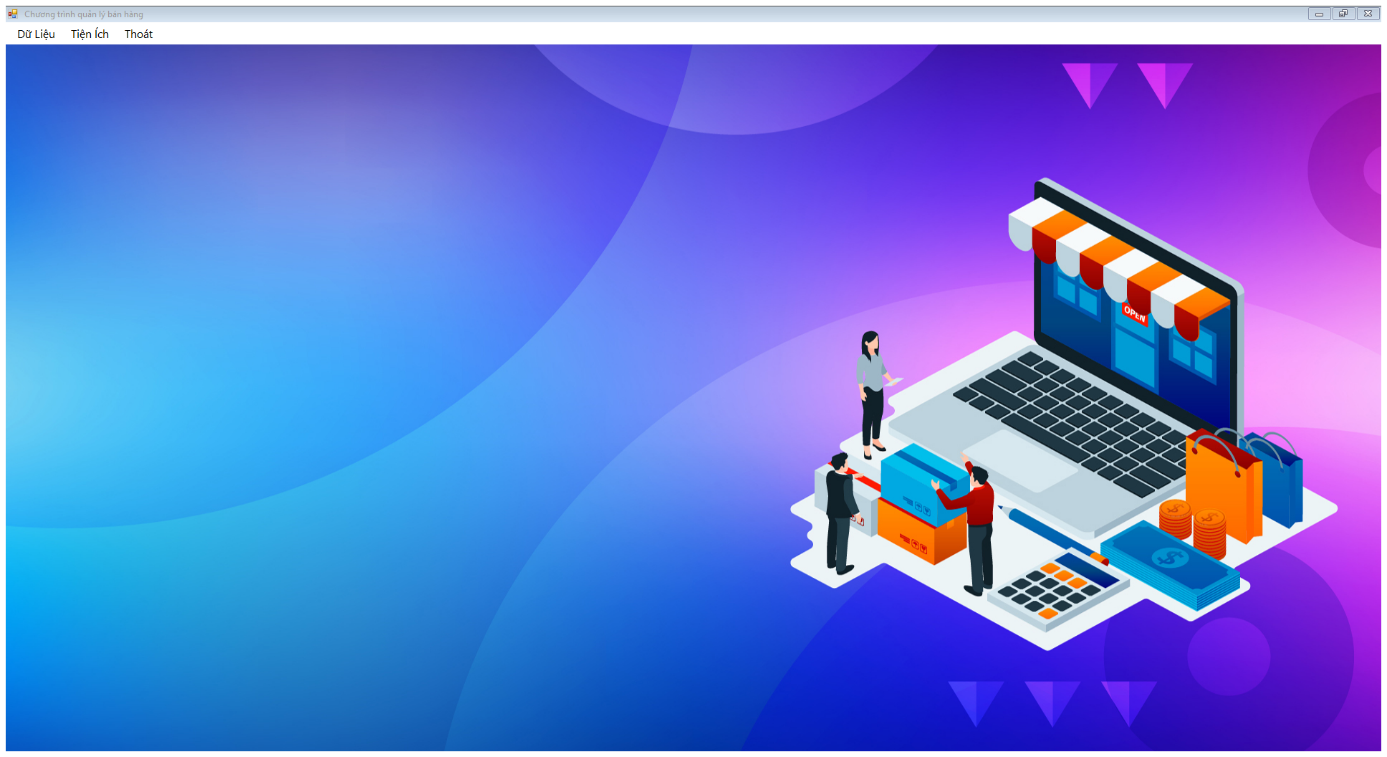 Chương trình quản lý bán hàng
Dữ Liệu Tiện Ích Thoát
OPEN